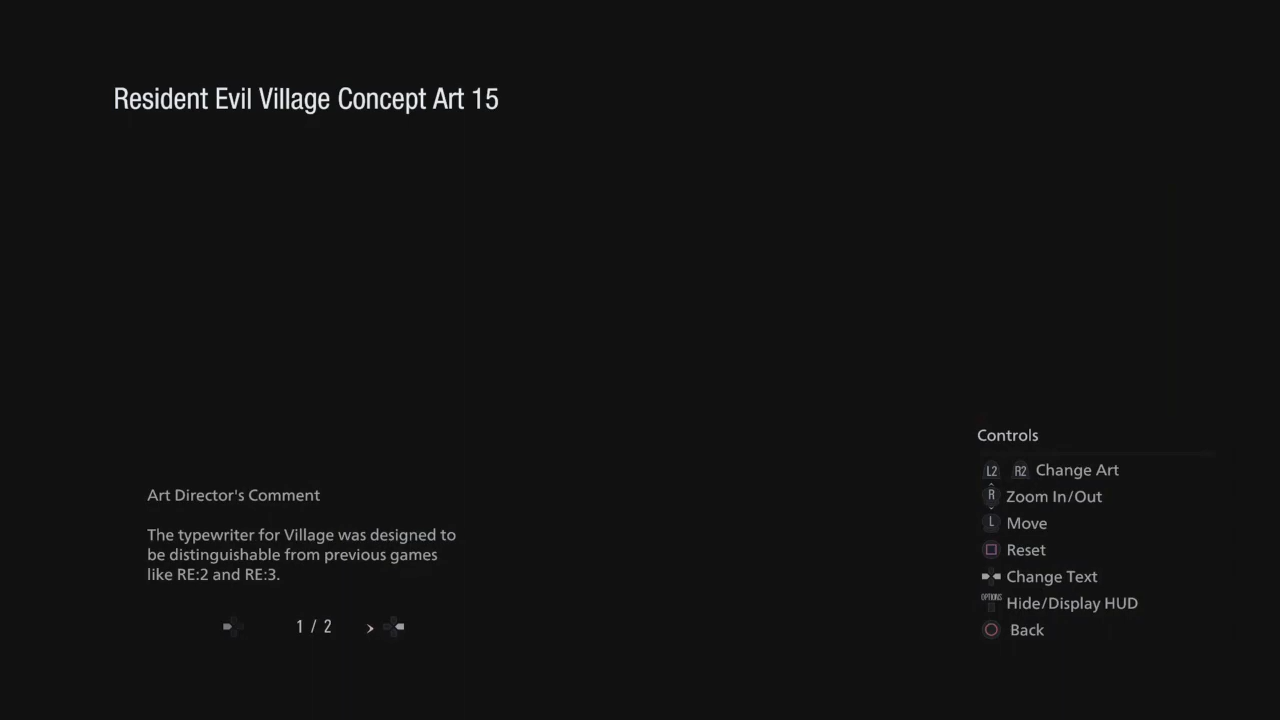 Resident Evil Village Concept Art 15
Art Director's Comment
The typewriter for Village was designed to
be distinguishable from previous games
like RE:2 and RE:3.
1 / 2
Controls
L2 R2 Change Art
R Zoom In/Out
L Move
Reset
Change Text
OPTIONS Hide/Display HUD
Back